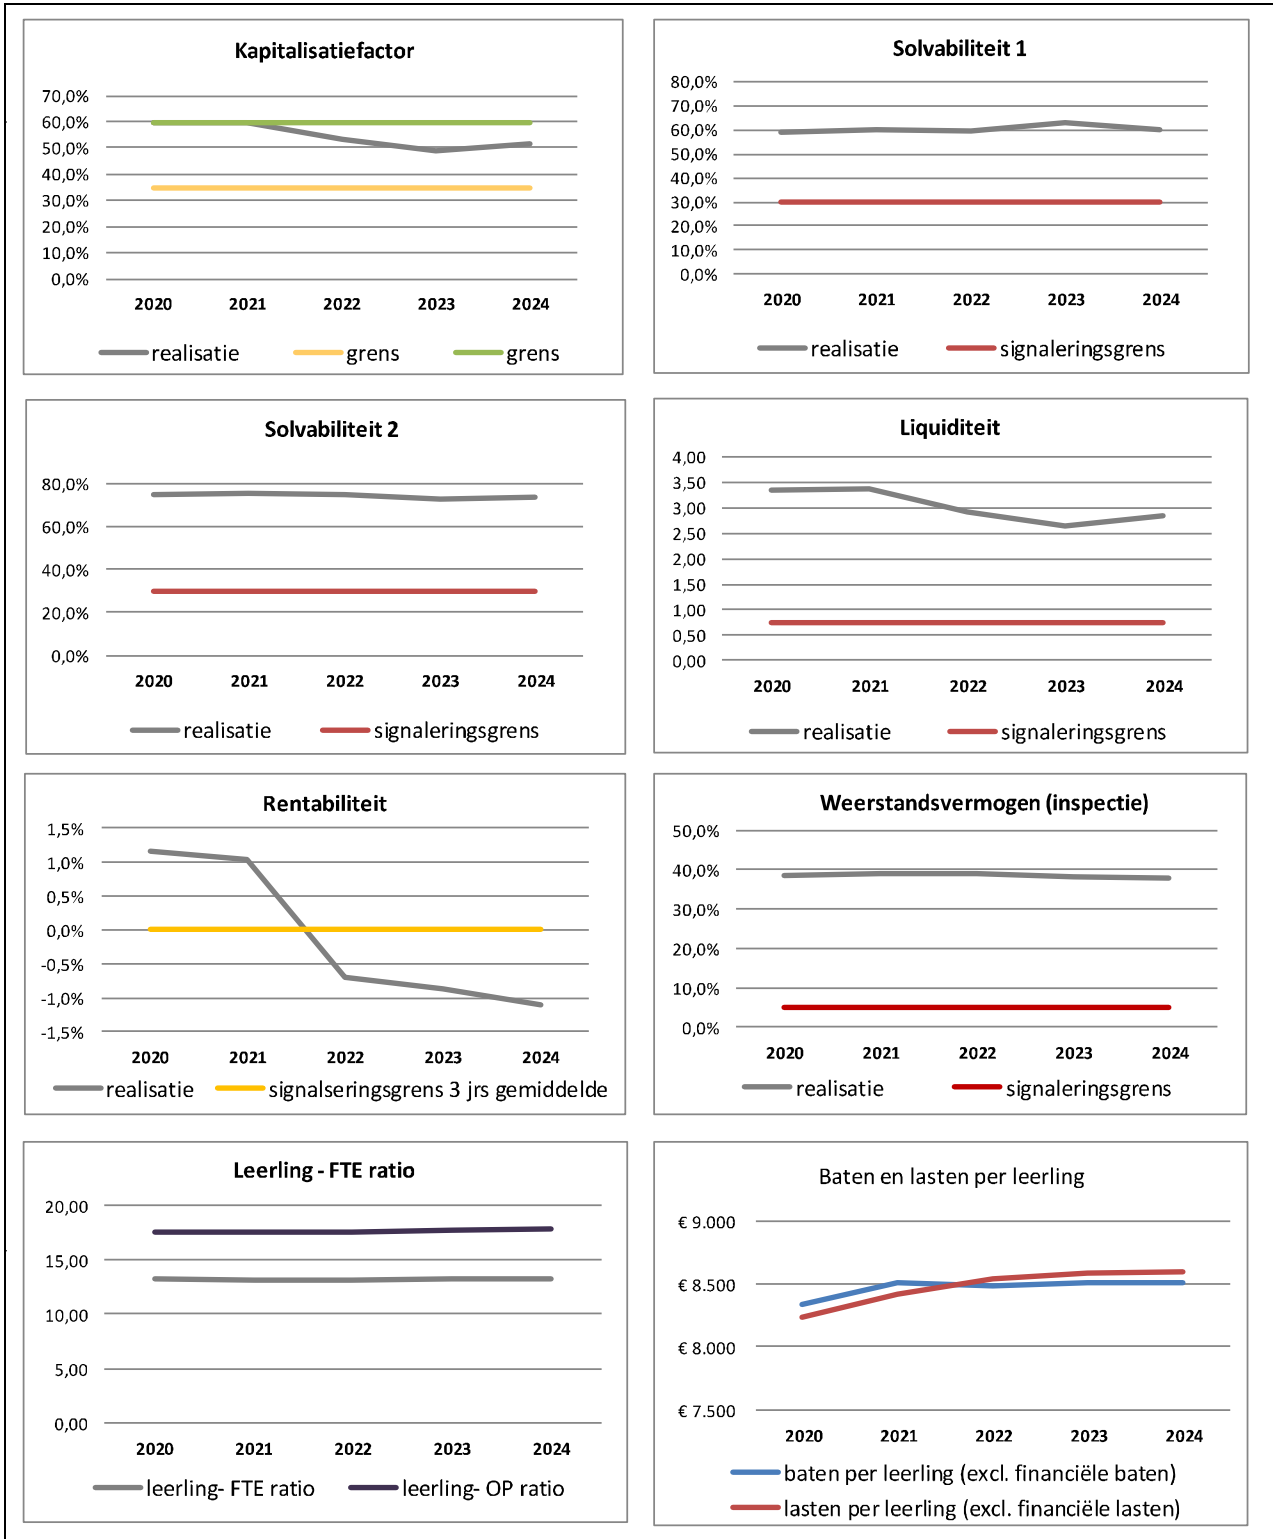 Kapitalisatiefactor
70,0%
60,0%
50,0%
40,0%
30,0%
20,0%
10,0%
0,0%
2020 2021 2022 2023 2024
realisatie grens grens
Solvabiliteit 1
80,0%
70,0%
60,0%
50,0%
40,0%
30,0%
20,0%
10,0%
0,0%
2020 2021 2022 2023 2024
realisatie signaleringsgrens
Solvabiliteit 2
80,0%
60,0%
40,0%
20,0%
0,0%
2020 2021 2022 2023 2024
realisatie signaleringsgrens
Liquiditeit
4,00
3,50
3,00
2,50
2,00
1,50
1,00
0,50
0,00
2020 2021 2022 2023 2024
realisatie signaleringsgrens
Rentabiliteit
1,5%
1,0%
0,5%
0,0%
-0,5%
-1,0%
-1,5%
2020 2021 2022 2023 2024
realisatie signalseringsgrens 3 jrs gemiddelde
Weerstandsvermogen (inspectie)
50,0%
40,0%
30,0%
20,0%
10,0%
0,0%
2020 2021 2022 2023 2024
realisatie signaleringsgrens
Leerling - FTE ratio
20,00
15,00
10,00
5,00
0,00
2020 2021 2022 2023 2024
leerling- FTE ratio leerling- OP ratio
Baten en lasten per leerling
€ 9.000
€ 8.500
€ 8.000
€ 7.500
2020 2021 2022 2023 2024
baten per leerling (excl. financiële baten)
lasten per leerling (excl. financiële lasten)